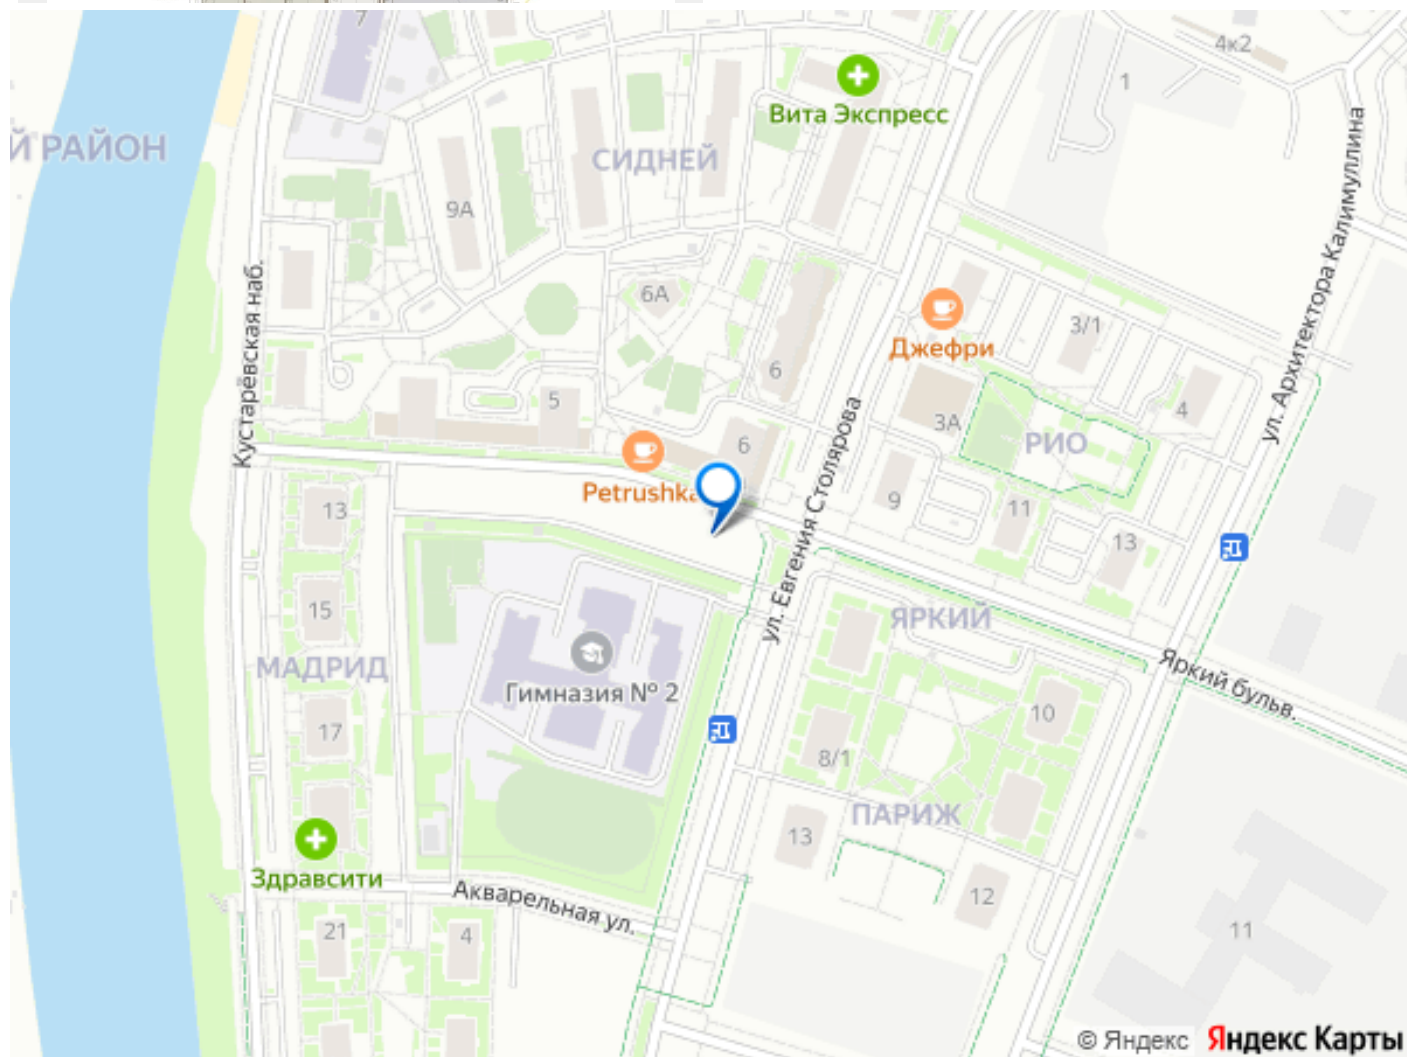 7
4к2
1
Вита Экспресс
Й РАЙОН
СИДНЕЙ
9А
ул. Архитектора Калимуллина
Кустарёвская наб.
6А
3/1
Джефри
6
5
4
3А
РИО
6
ул. Евгения Столярова
Petrushka
9
11
13
13
15
ЯРКИЙ
МАДРИД
Гимназия № 2
Яркий бульв.
17
10
8/1
ПАРИЖ
13
Здравсити
Акварельная ул.
12
21
4
11
© Яндекс
Яндекс Карты